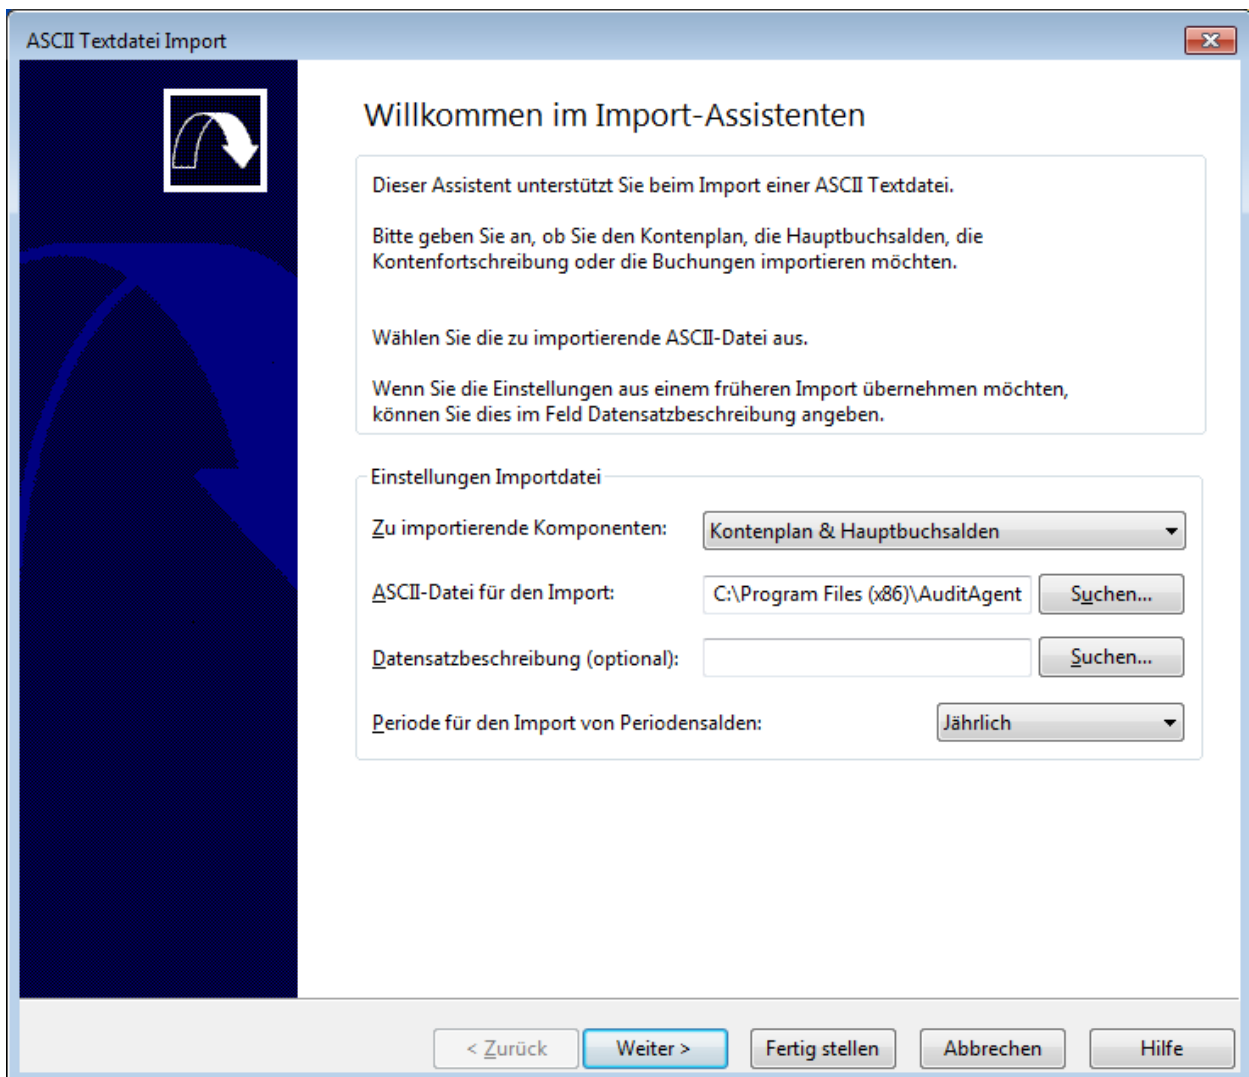 ASCII Textdatei Import
Willkommen im Import-Assistenten
Dieser Assistent unterstützt Sie beim Import einer ASCII Textdatei.
Bitte geben Sie an, ob Sie den Kontenplan, die Hauptbuchsalden, die
Kontenfortschreibung oder die Buchungen importieren möchten.
Wählen Sie die zu importierende ASCII-Datei aus.
Wenn Sie die Einstellungen aus einem früheren Import übernehmen möchten,
können Sie dies im Feld Datensatzbeschreibung angeben.
Einstellungen Importdatei
Zu importierende Komponenten: Kontenplan & Hauptbuchsalden
ASCII-Datei für den Import: C:\Program Files (x86)\AuditAgent Suchen...
Datensatzbeschreibung (optional): Suchen...
Periode für den Import von Periodensalden: Jährlich
< Zurück Weiter > Fertig stellen Abbrechen Hilfe